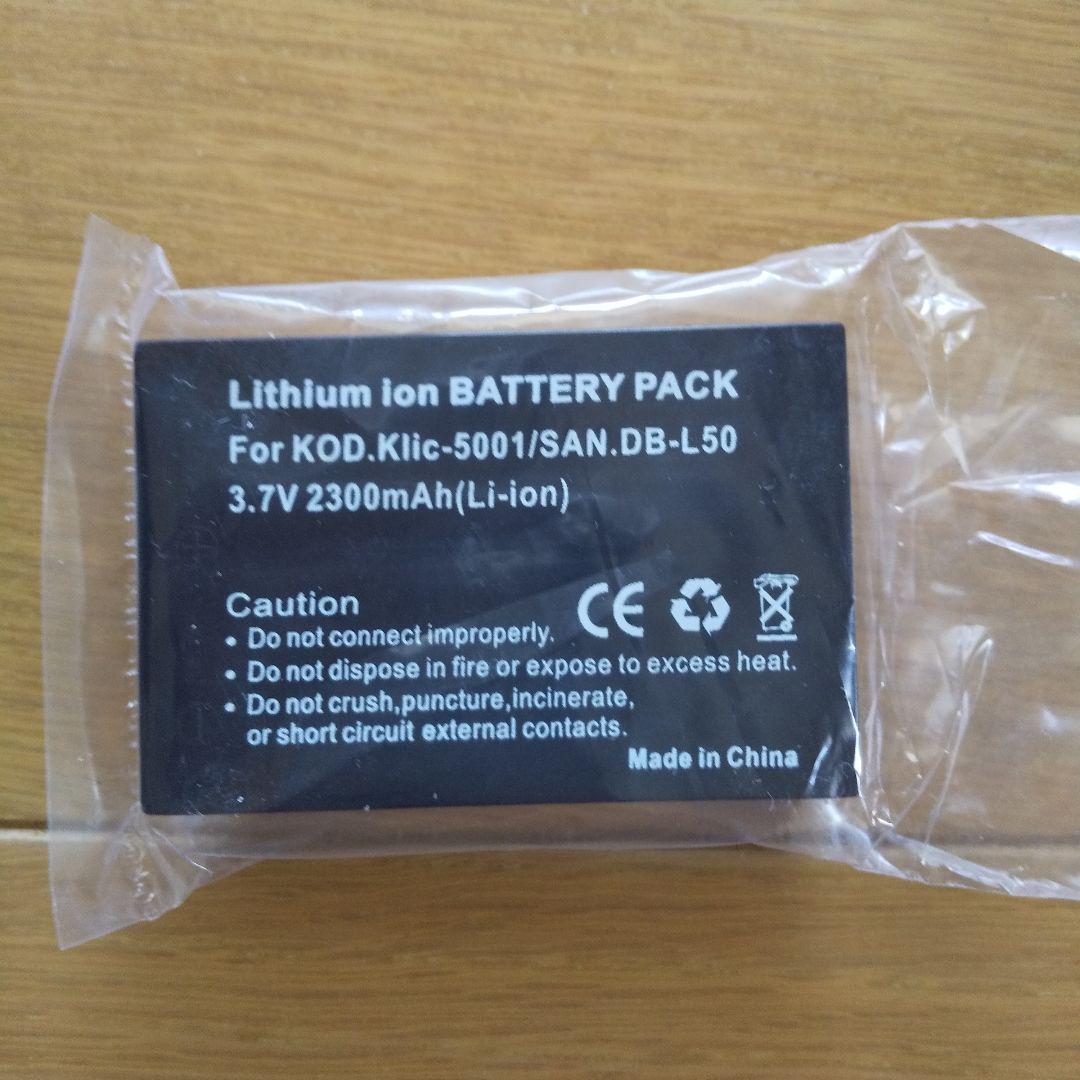 Lithium ion BATTERY PACK
For KOD.Klic-5001/SAN.DB-L50
3.7V 2300mAh(Li-ion)
Caution
CE
• Do not connect improperly.
• Do not dispose in fire or expose to excess heat.
• Do not crush,puncture,incinerate,
or short circuit external contacts.
Made in China